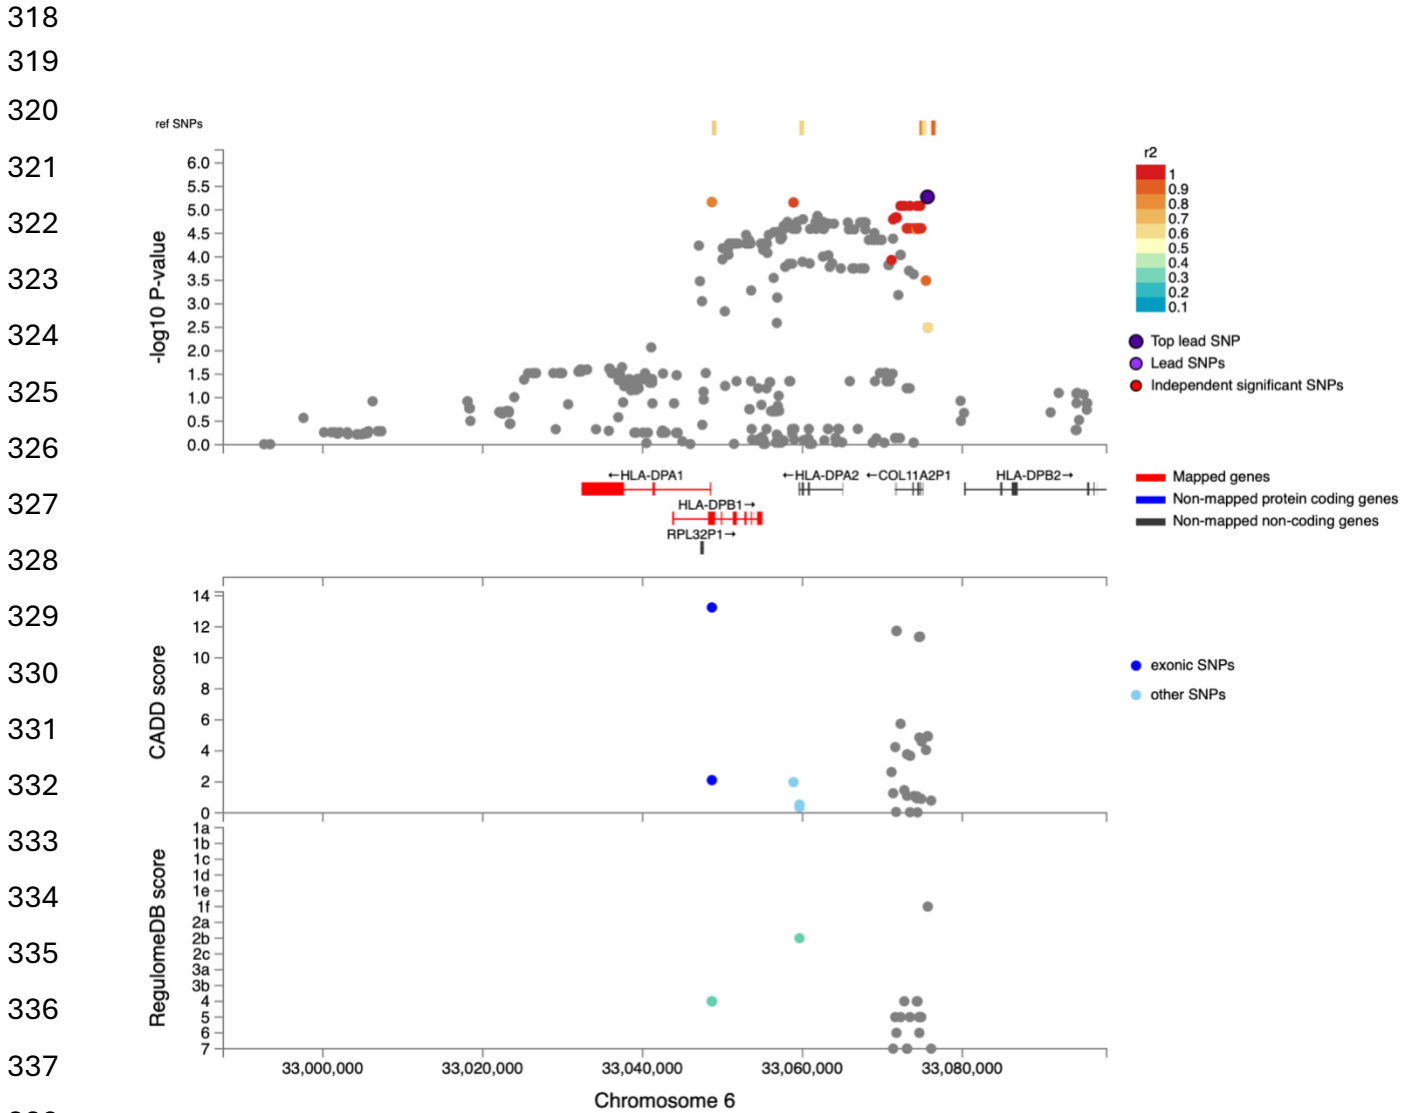 318
319
320
ref SNPs
321
322
323
324
325
326
327
328
329
330
331
332
333
334
335
336
337
6.0
5.5
5.0
4.5
4.0
3.5
3.0
2.5
2.0
1.5
1.0
0.5
0.0
-log10 P-value
r2
1
0.9
0.8
0.7
0.6
0.5
0.4
0.3
0.2
0.1
Top lead SNP
Lead SNPs
Independent significant SNPs
←HLA-DPA1
HLA-DPB1→
RPL32P1→
←HLA-DPA2
←COL11A2P1
HLA-DPB2→
Mapped genes
Non-mapped protein coding genes
Non-mapped non-coding genes
14
12
10
8
6
4
2
0
CADD score
exonic SNPs
other SNPs
1a
1b
1c
1d
1e
1f
2a
2b
2c
3a
3b
4
5
6
7
RegulomeDB score
33,000,000
33,020,000
33,040,000
33,060,000
33,080,000
Chromosome 6